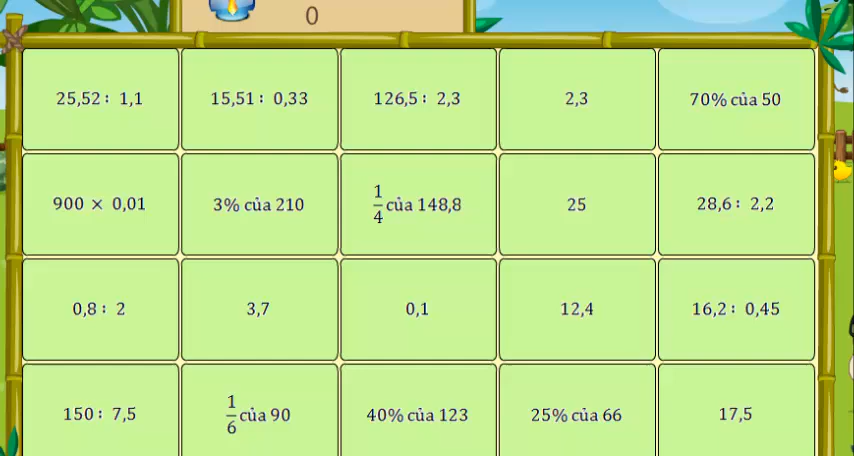 0
25,52 : 1,1
15,51 : 0,33
126,5 : 2,3
2,3
70% của 50
900 × 0,01
3% của 210
1/4 của 148,8
25
28,6 : 2,2
0,8 : 2
3,7
0,1
12,4
16,2 : 0,45
150 : 7,5
1/6 của 90
40% của 123
25% của 66
17,5